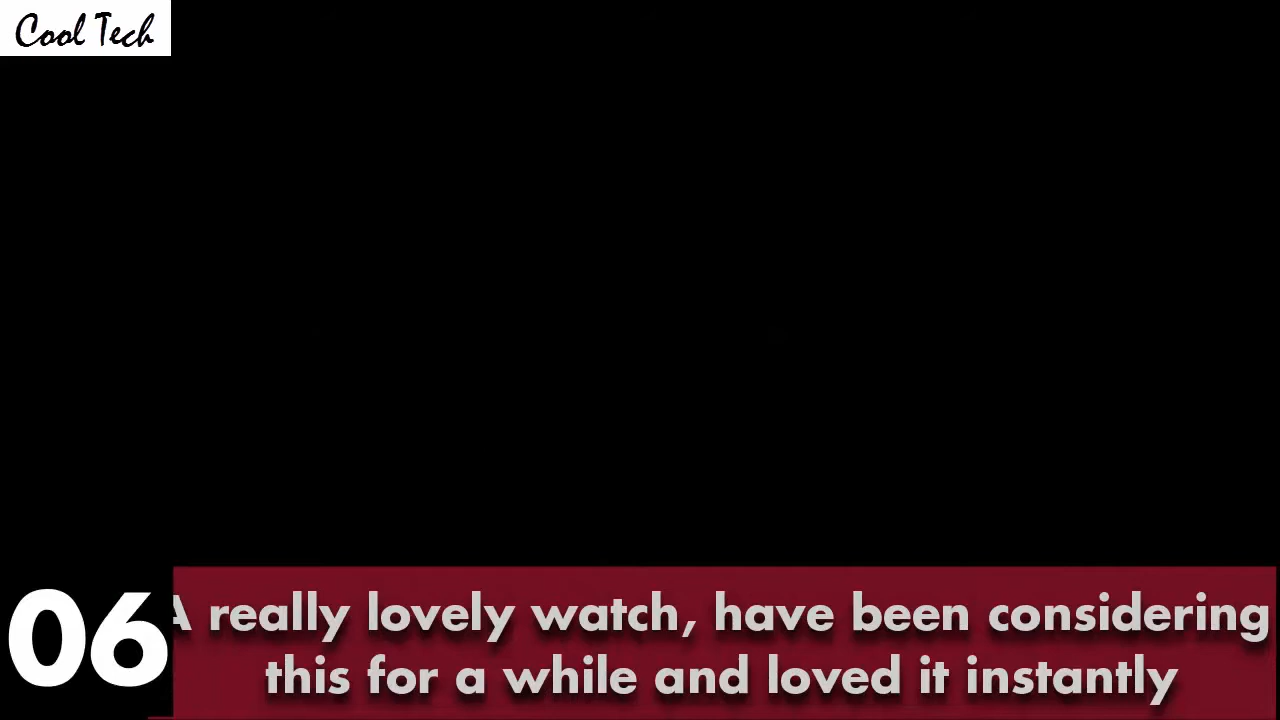 Cool Tech
06
A really lovely watch, have been considering
this for a while and loved it instantly